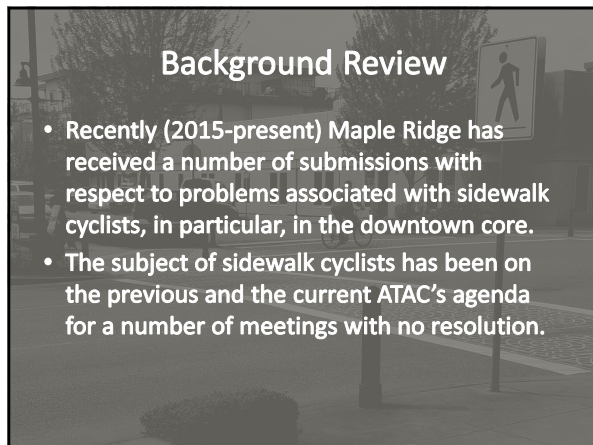 Background Review
• Recently (2015-present) Maple Ridge has
received a number of submissions with
respect to problems associated with sidewalk
cyclists, in particular, in the downtown core.
• The subject of sidewalk cyclists has been on
the previous and the current ATAC's agenda
for a number of meetings with no resolution.